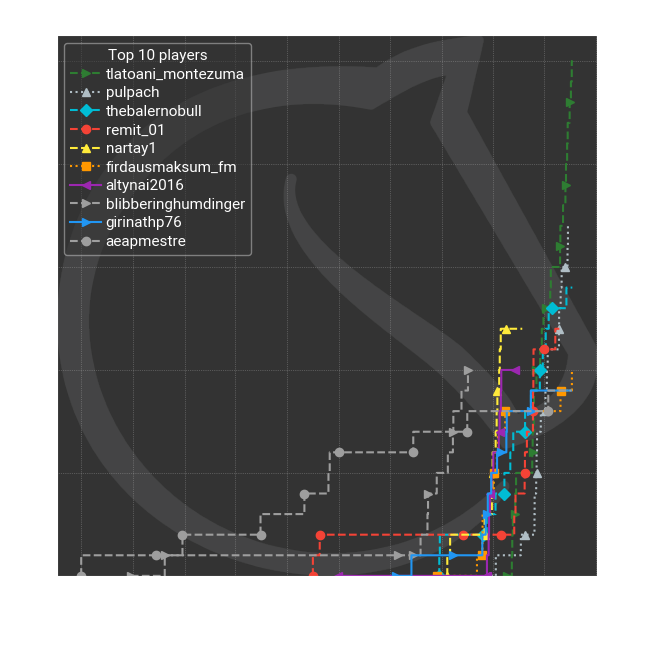 Top 10 players
tlatoani_montezuma
pulpach
thebalernobull
remit_01
nartay1
firdausmaksum_fm
altynai2016
blibberinghumdinger
girinathp76
aeapmestre